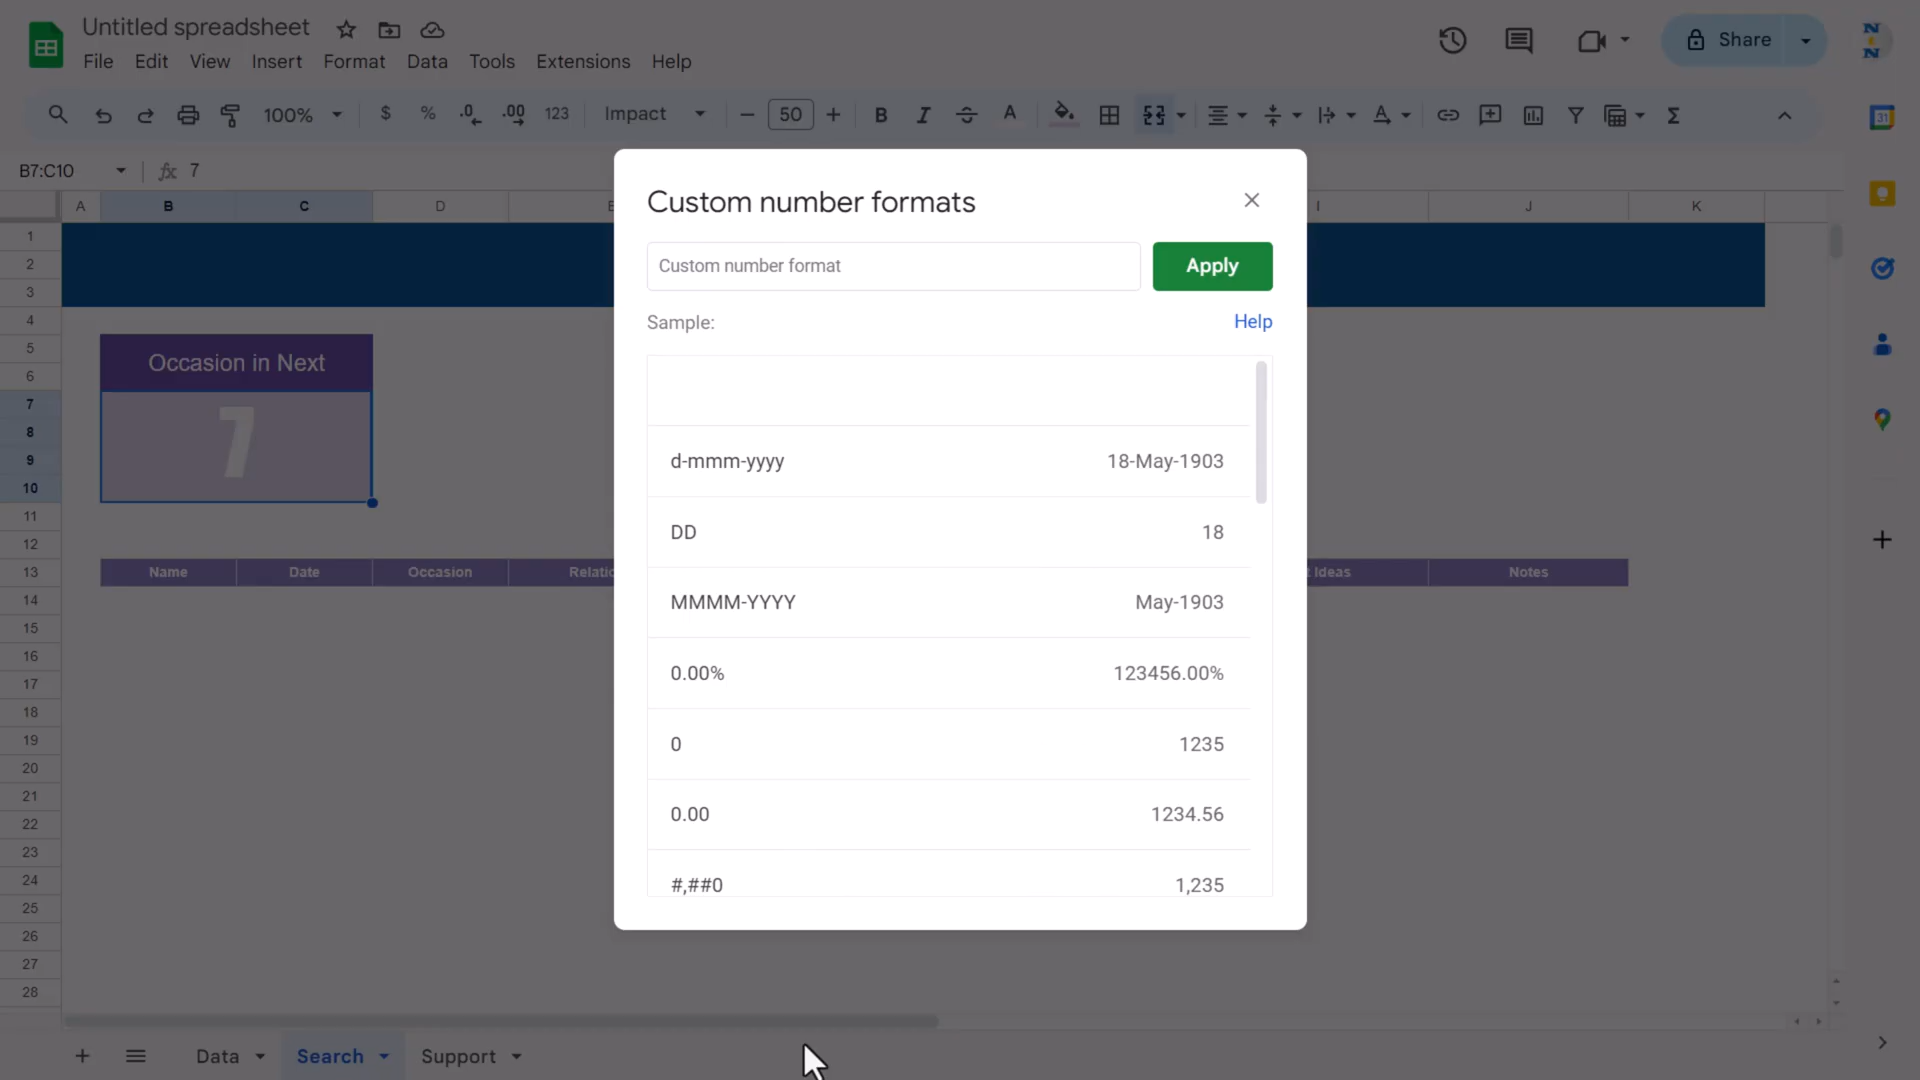 Untitled spreadsheet
File Edit View Insert Format Data Tools Extensions Help
Share
100% $ % .0 .00 123 Impact 50 B I A A Σ
31
B7:C10 fx 7
Custom number formats
A B C D E I J K
Custom number format Apply
Sample: Help
Occasion in Next
7
d-mmm-yyyy 18-May-1903
DD 18
MMMM-YYYY May-1903
0.00% 123456.00%
0 1235
0.00 1234.56
#,##0 1,235
Name Date Occasion Relatio t Ideas Notes
1
2
3
4
5
6
7
8
9
10
11
12
13
14
15
16
17
18
19
20
21
22
23
24
25
26
27
28
Data Search Support